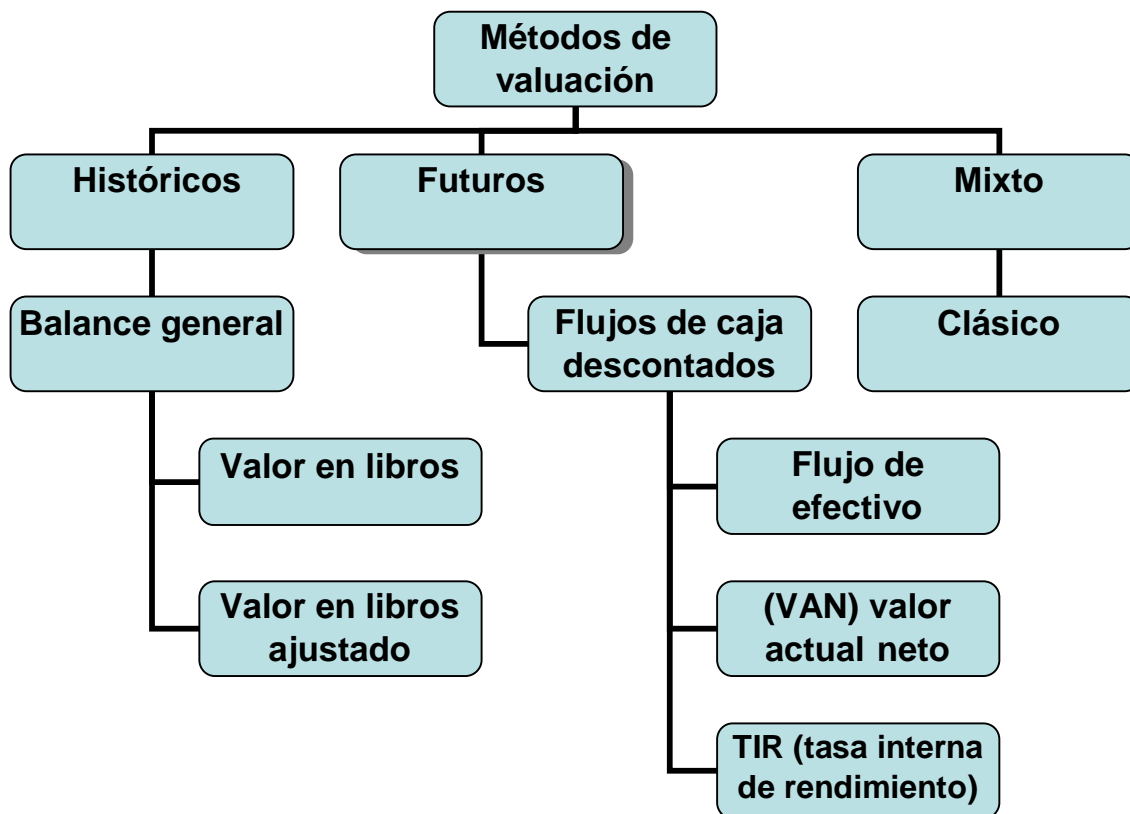 Métodos de
valuación
Históricos
Futuros
Mixto
Balance general
Flujos de caja
descontados
Clásico
Valor en libros
Flujo de
efectivo
Valor en libros
ajustado
(VAN) valor
actual neto
TIR (tasa interna
de rendimiento)